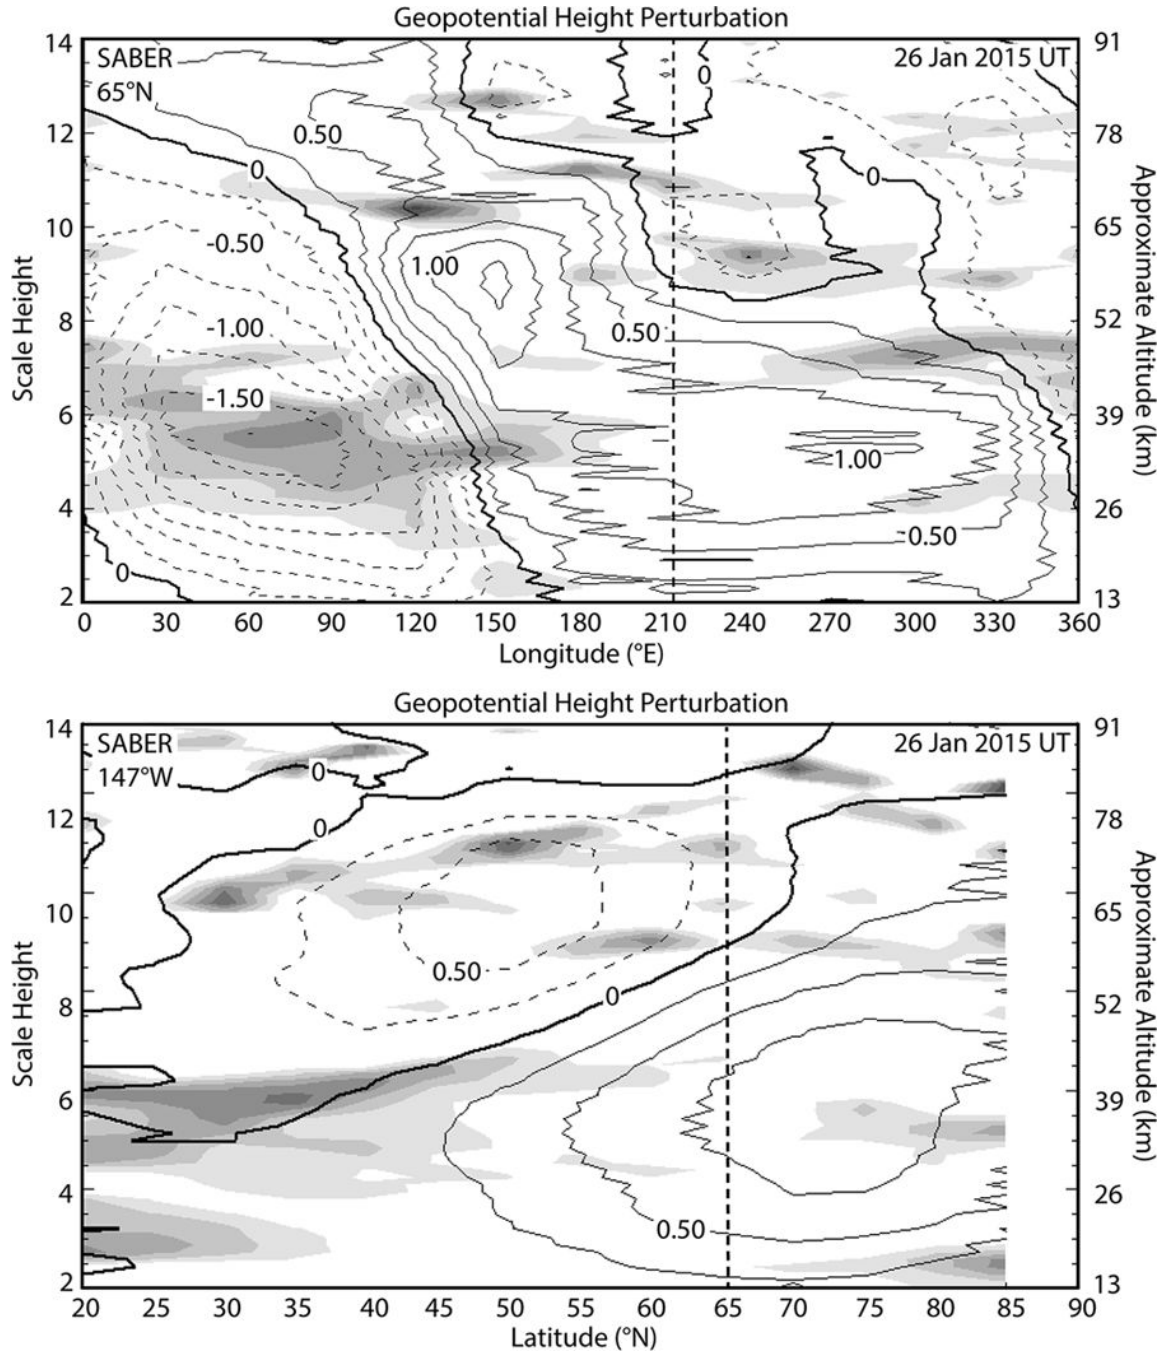 Geopotential Height Perturbation
SABER
65°N
26 Jan 2015 UT
14
12
10
8
6
4
2
Scale Height
91
78
65
52
39
26
13
Approximate Altitude (km)
0
0.50
0
0
-0.50
1.00
-1.00
0.50
-1.50
1.00
0.50
0
0 30 60 90 120 150 180 210 240 270 300 330 360
Longitude (°E)
Geopotential Height Perturbation
SABER
147°W
26 Jan 2015 UT
14
12
10
8
6
4
2
Scale Height
91
78
65
52
39
26
13
Approximate Altitude (km)
0
0
0.50
0
0.50
20 25 30 35 40 45 50 55 60 65 70 75 80 85 90
Latitude (°N)